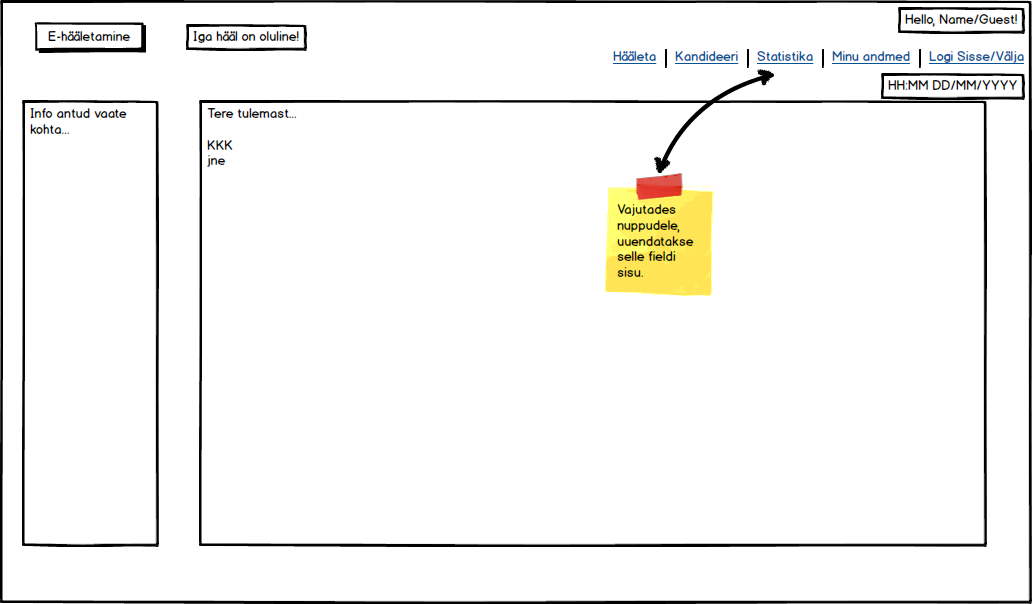 Hello, Name/Guest!
E-hääletamine
Iga hääl on oluline!
Hääleta | Kandideeri | Statistika | Minu andmed | Logi Sisse/Välja
HH:MM DD/MM/YYYY
Info antud vaate
kohta...
Tere tulemast...
KKK
jne
Vajutades
nuppudele,
uuendatakse
selle fieldi
sisu.